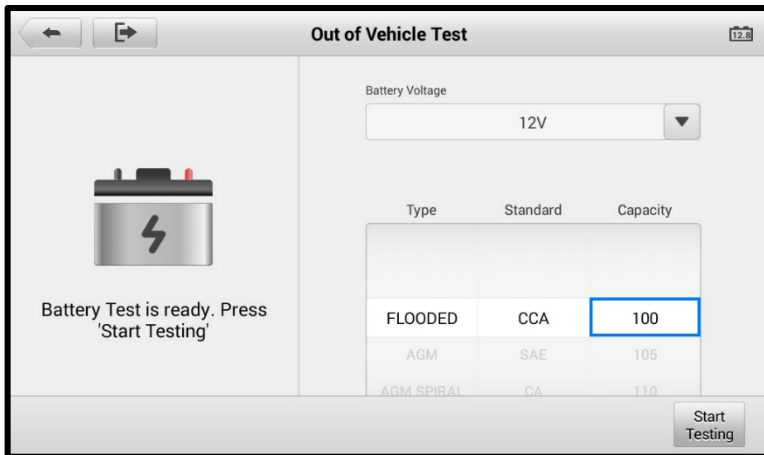 Out of Vehicle Test
12.8
Battery Voltage
12V
Type Standard Capacity
FLOODED CCA 100
AGM SAE 105
AGM SPIRAL CA 110
Battery Test is ready. Press
'Start Testing'
Start
Testing